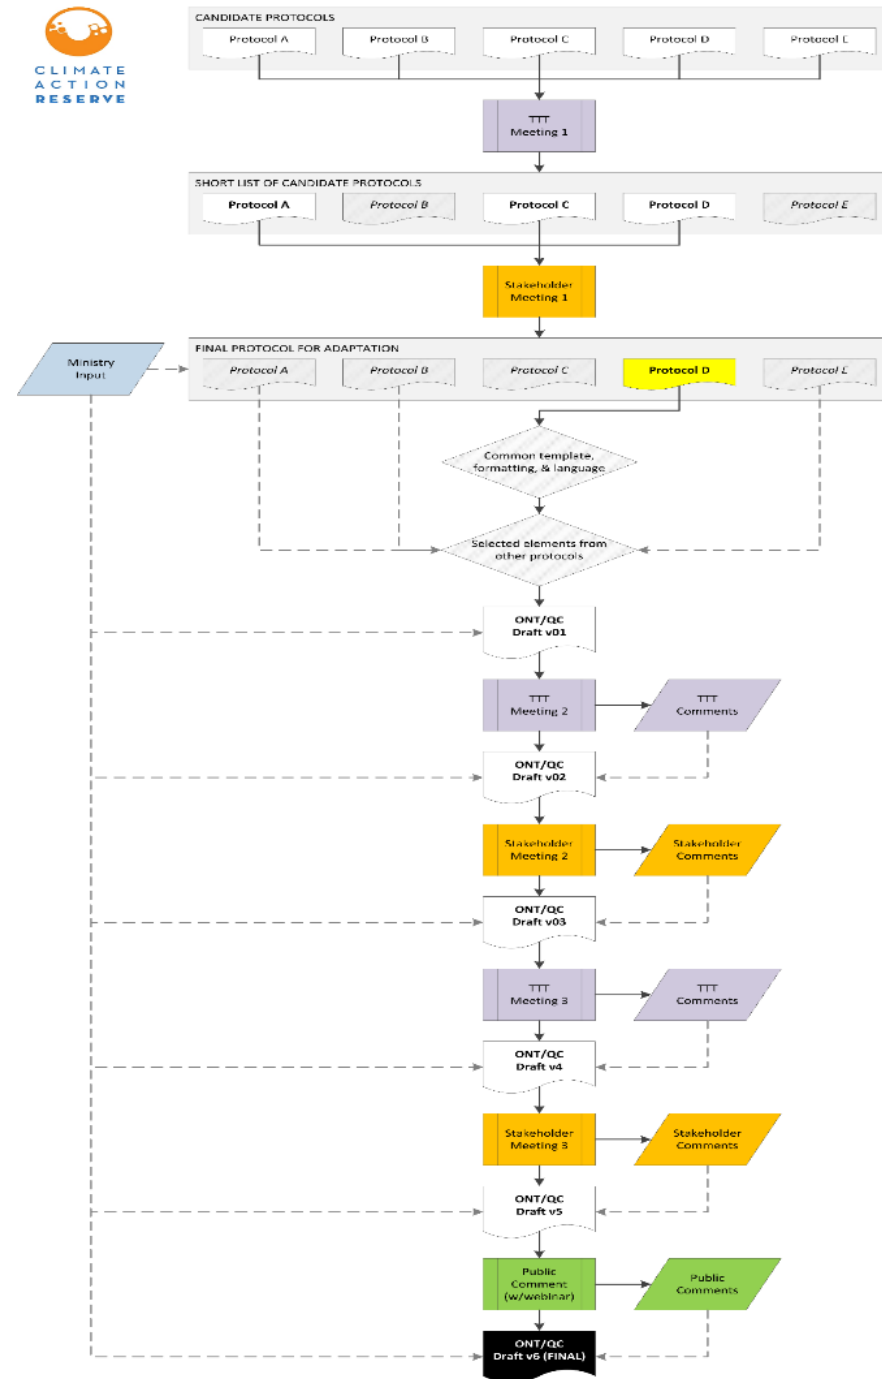 CLIMATE
ACTION
RESERVE
CANDIDATE PROTOCOLS
Protocol A
Protocol B
Protocol C
Protocol D
Protocol E
TTT
Meeting 1
SHORT LIST OF CANDIDATE PROTOCOLS
Protocol A
Protocol B
Protocol C
Protocol D
Protocol E
Stakeholder
Meeting 1
Ministry
Input
FINAL PROTOCOL FOR ADAPTATION
Protocol A
Protocol B
Protocol C
Protocol D
Protocol E
Common template,
formatting, & language
Selected elements from
other protocols
ONT/QC
Draft v01
TTT
Meeting 2
TTT
Comments
ONT/QC
Draft v02
Stakeholder
Meeting 2
Stakeholder
Comments
ONT/QC
Draft v03
TTT
Meeting 3
TTT
Comments
ONT/QC
Draft v4
Stakeholder
Meeting 3
Stakeholder
Comments
ONT/QC
Draft v5
Public
Comment
(w/webinar)
Public
Comments
ONT/QC
Draft v6 (FINAL)